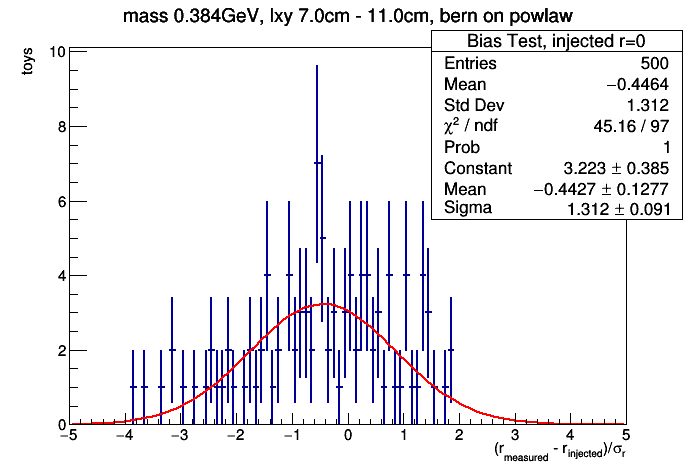 mass 0.384GeV, lxy 7.0cm - 11.0cm, bern on powlaw
Bias Test, injected r=0
Entries 500
Mean −0.4464
Std Dev 1.312
χ² / ndf 45.16 / 97
Prob 1
Constant 3.223 ± 0.385
Mean −0.4427 ± 0.1277
Sigma 1.312 ± 0.091
toys
10
8
6
4
2
0
−5 −4 −3 −2 −1 0 1 2 3 4 5
(r_measured - r_injected)/σ_r